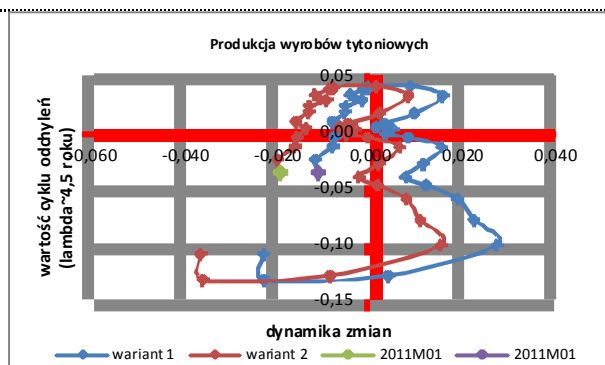 Produkcja wyrobów tytoniowych
wartość cyklu oddhyleń
(lambda~4,5 roku)
0,05
0,00
-0,060 -0,040 -0,020 0,000 0,020 0,040
-0,05
-0,10
-0,15
dynamika zmian
wariant 1 wariant 2 2011M01 2011M01